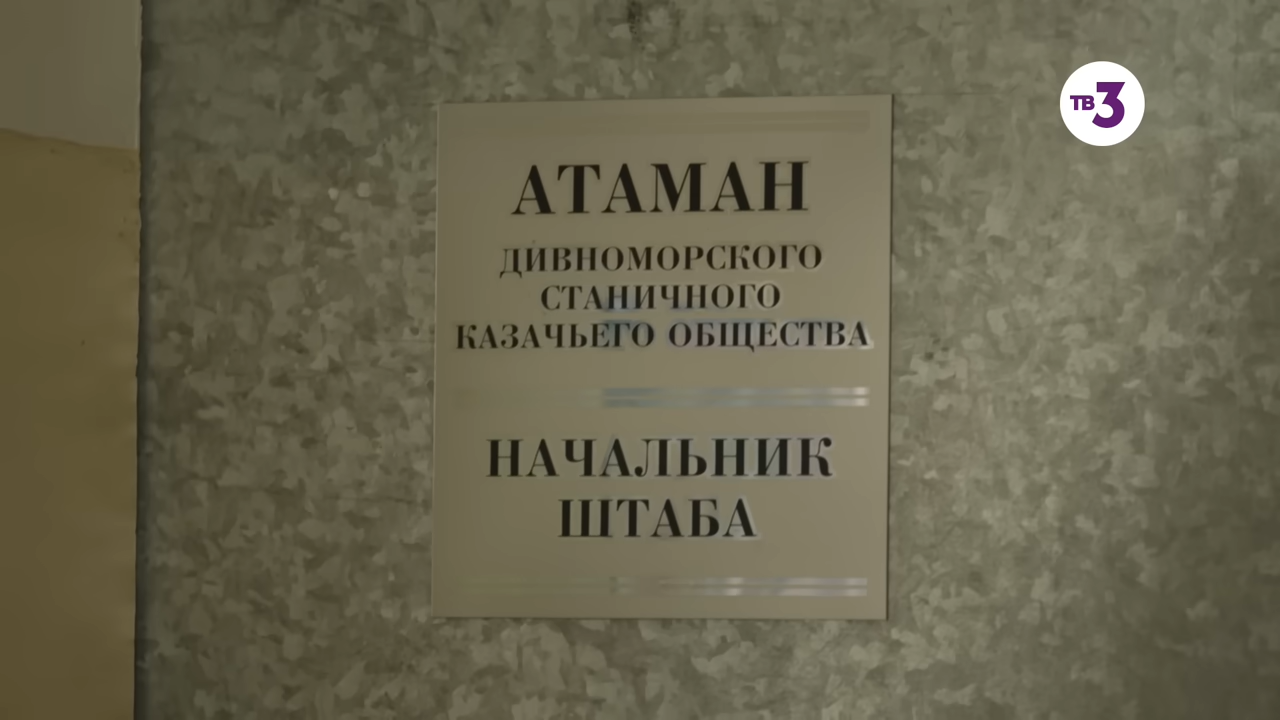 ТВ3
АТАМАН
ДИВНОМОРСКОГО
СТАНИЧНОГО
КАЗАЧЬЕГО ОБЩЕСТВА
НАЧАЛЬНИК
ШТАБА